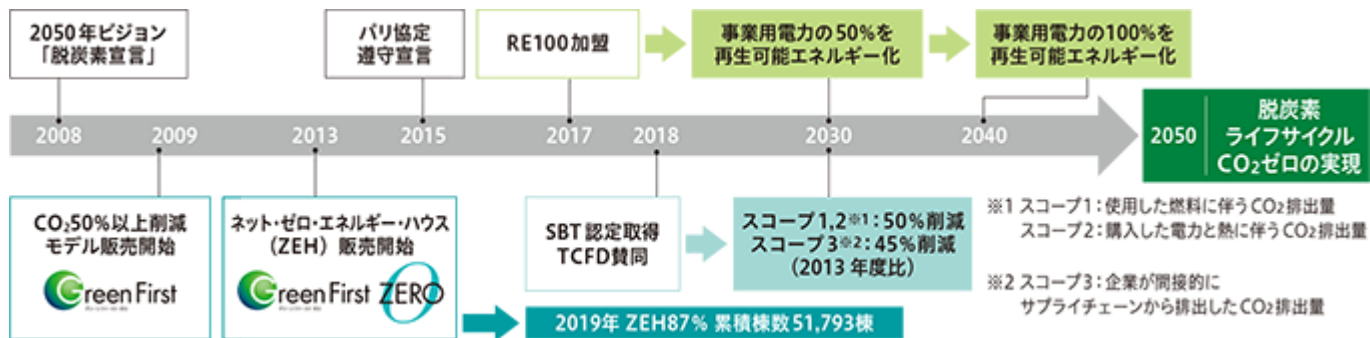 2050年ビジョン
「脱炭素宣言」
パリ協定
遵守宣言
RE100加盟
事業用電力の50%を
再生可能エネルギー化
事業用電力の100%を
再生可能エネルギー化
2008
2009
2013
2015
2017
2018
2030
2040
2050
脱炭素
ライフサイクル
CO₂ゼロの実現
CO₂50%以上削減
モデル販売開始
Green First
ネット・ゼロ・エネルギー・ハウス
（ZEH）販売開始
Green First ZERO
SBT認定取得
TCFD賛同
スコープ1,2※1：50%削減
スコープ3※2：45%削減
（2013年度比）
2019年 ZEH87% 累積棟数51,793棟
※1 スコープ1：使用した燃料に伴うCO₂排出量
スコープ2：購入した電力と熱に伴うCO₂排出量
※2 スコープ3：企業が間接的に
サプライチェーンから排出したCO₂排出量